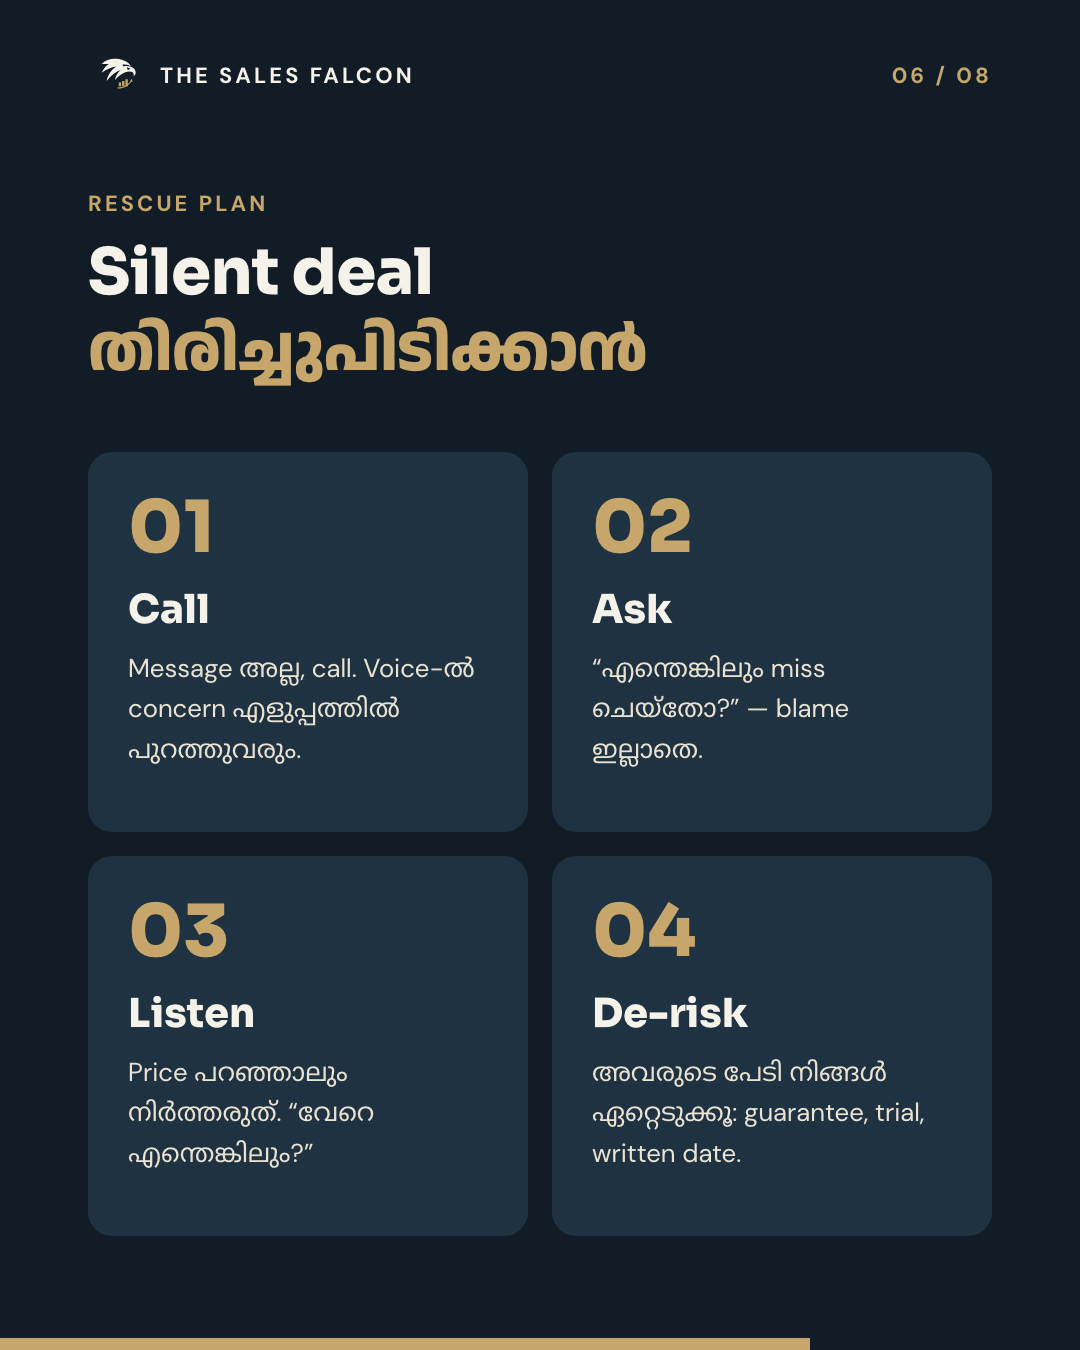 THE SALES FALCON
06 / 08
RESCUE PLAN
Silent deal
തിരിച്ചുപിടിക്കാൻ
01
Call
Message അല്ല, call. Voice-ൽ
concern എളുപ്പത്തിൽ
പുറത്തുവരും.
02
Ask
“എന്തെങ്കിലും miss
ചെയ്തോ?” — blame
ഇല്ലാതെ.
03
Listen
Price പറഞ്ഞാലും
നിർത്തരുത്. “വേറെ
എന്തെങ്കിലും?”
04
De-risk
അവരുടെ പേടി നിങ്ങൾ
ഏറ്റെടുക്കൂ: guarantee, trial,
written date.